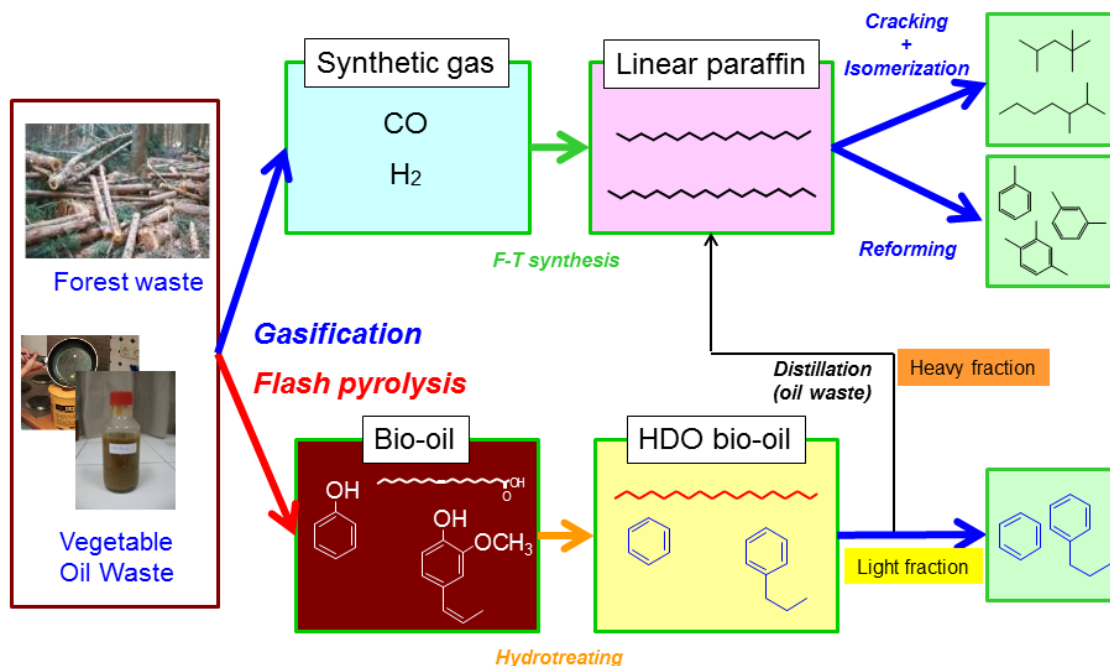 Cracking
+
Isomerization
Synthetic gas
Linear paraffin
CO
H2
Forest waste
F-T synthesis
Reforming
Gasification
Flash pyrolysis
Distillation
(oil waste)
Heavy fraction
Bio-oil
HDO bio-oil
OH
OH
O
OH
OCH3
Vegetable
Oil Waste
Light fraction
Hydrotreating